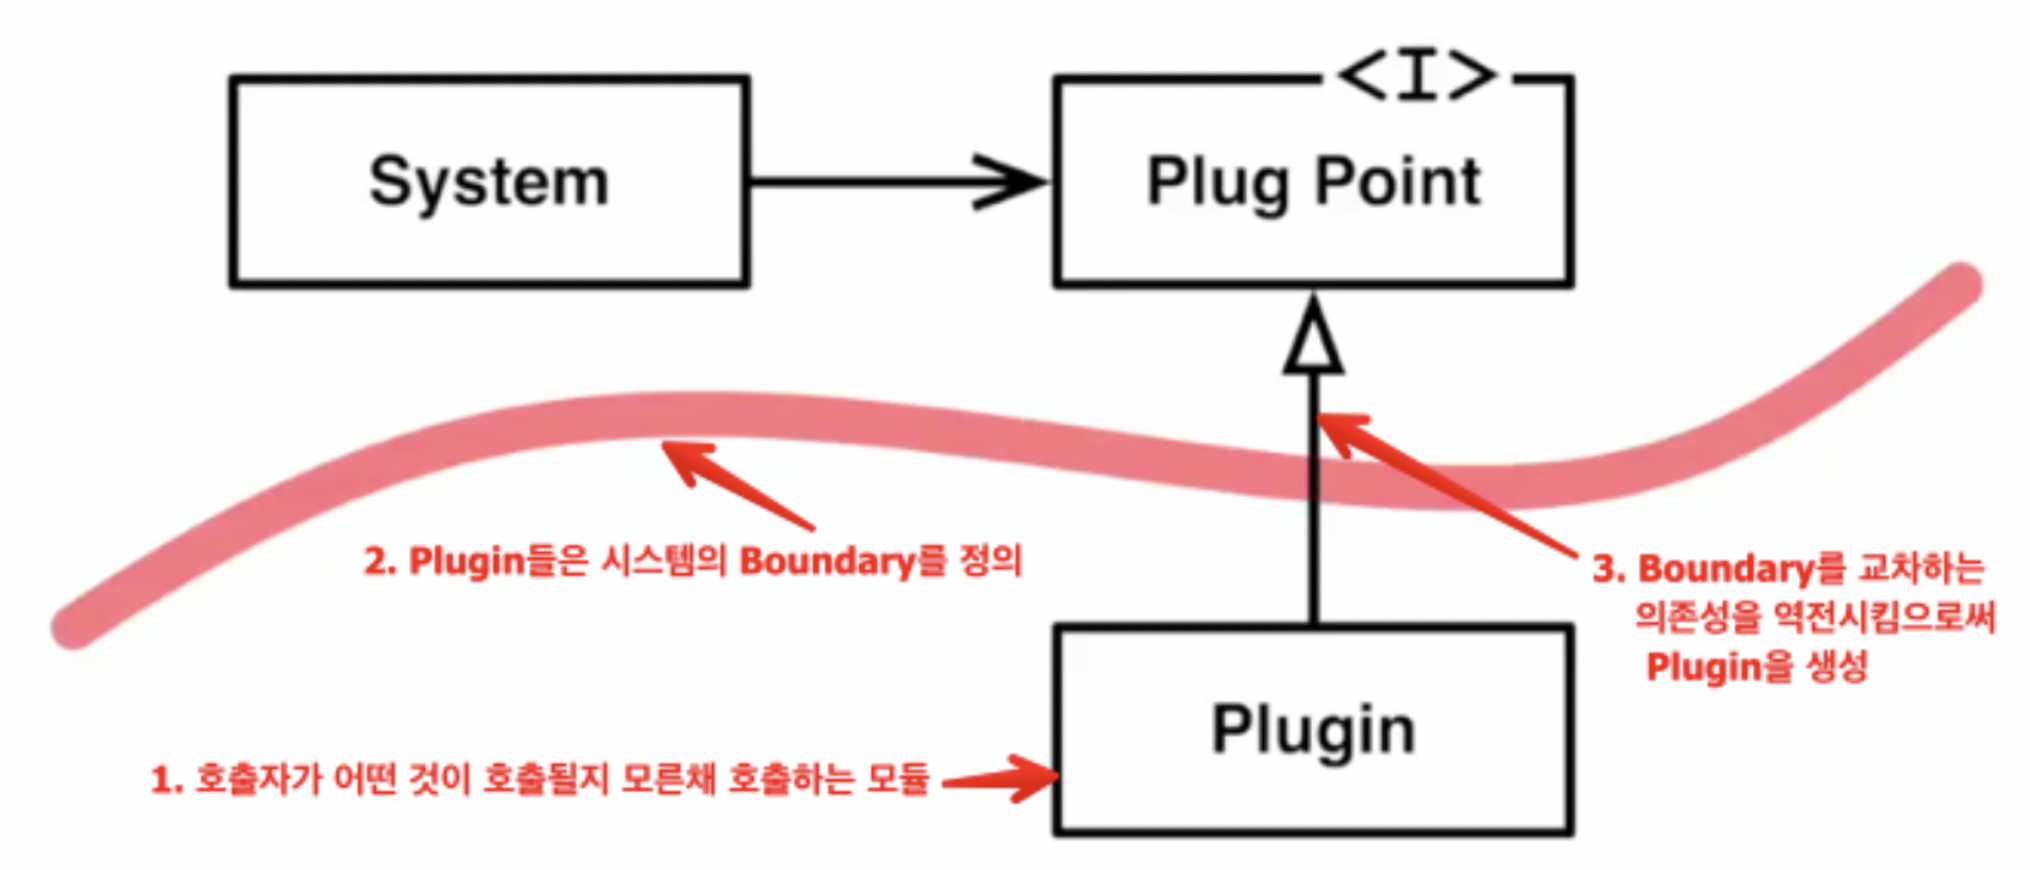 <I>
System
Plug Point
2. Plugin들은 시스템의 Boundary를 정의
3. Boundary를 교차하는
의존성을 역전시킴으로써
Plugin을 생성
Plugin
1. 호출자가 어떤 것이 호출될지 모른채 호출하는 모듈